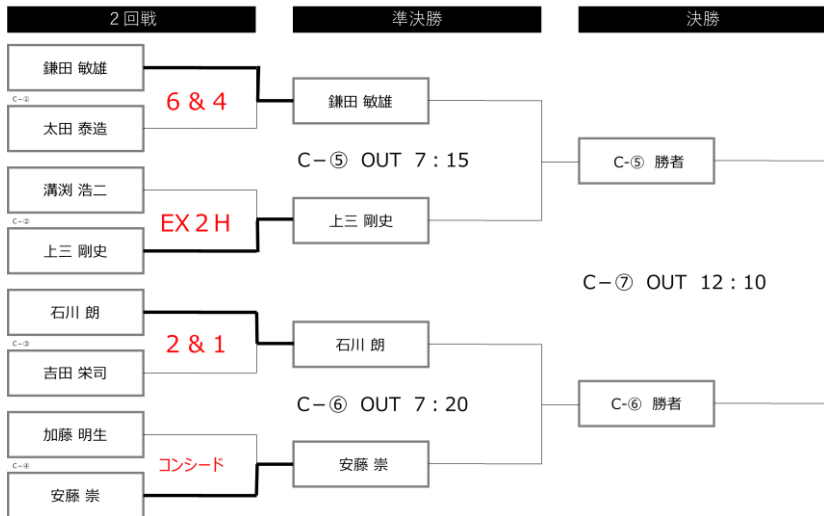 2回戦
準決勝
決勝
鎌田 敏雄
C-①
6 & 4
太田 泰造
鎌田 敏雄
C-⑤ OUT 7:15
溝渕 浩二
C-②
EX 2 H
上三 剛史
上三 剛史
C-⑤ 勝者
C-⑦ OUT 12:10
石川 朗
C-③
2 & 1
吉田 栄司
石川 朗
C-⑥ OUT 7:20
加藤 明生
C-④
コンシード
安藤 崇
安藤 崇
C-⑥ 勝者